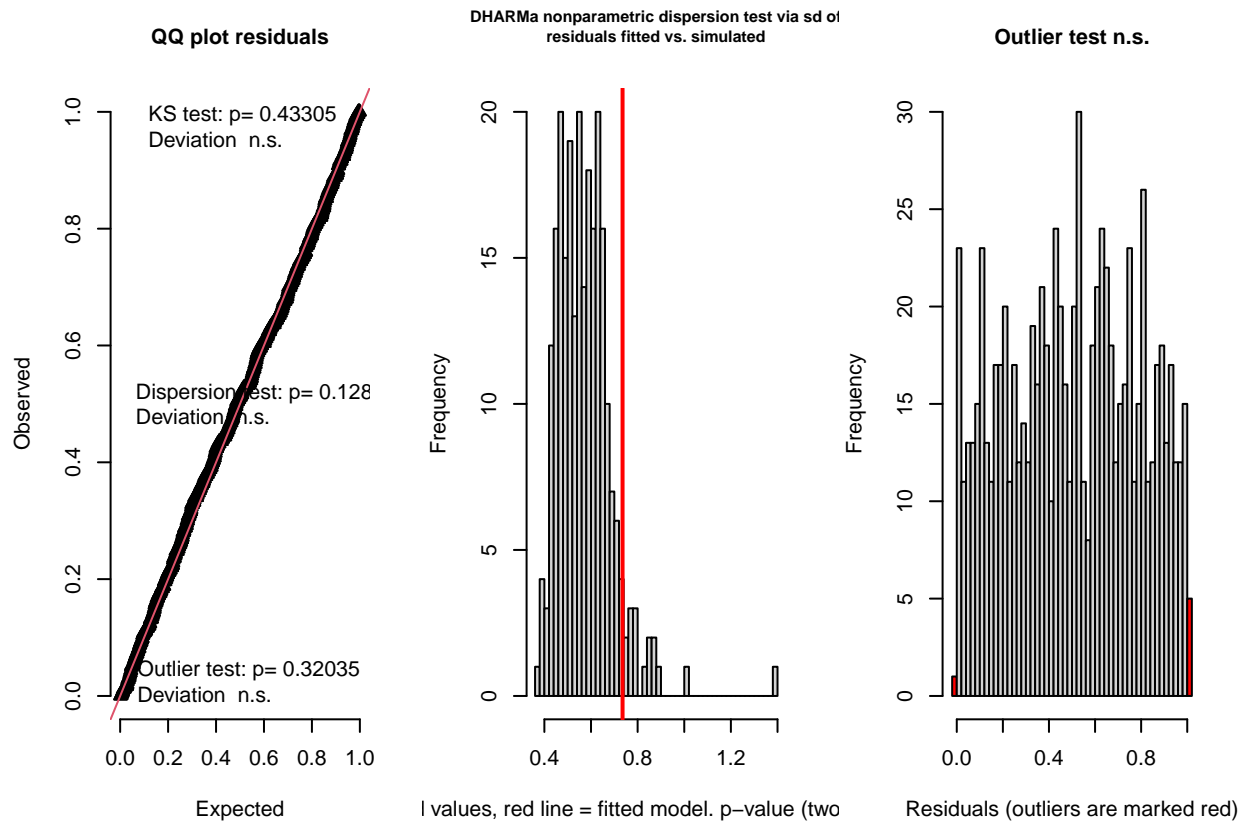 QQ plot residuals
KS test: p= 0.43305
Deviation n.s.
Dispersion test: p= 0.128
Deviation n.s.
Outlier test: p= 0.32035
Deviation n.s.
Observed
0.0 0.2 0.4 0.6 0.8 1.0
0.0 0.2 0.4 0.6 0.8 1.0
Expected
DHARMa nonparametric dispersion test via sd of
residuals fitted vs. simulated
Frequency
0 5 10 15 20
0.4 0.8 1.2
l values, red line = fitted model. p−value (two
Outlier test n.s.
Frequency
0 5 10 15 20 25 30
0.0 0.4 0.8
Residuals (outliers are marked red)